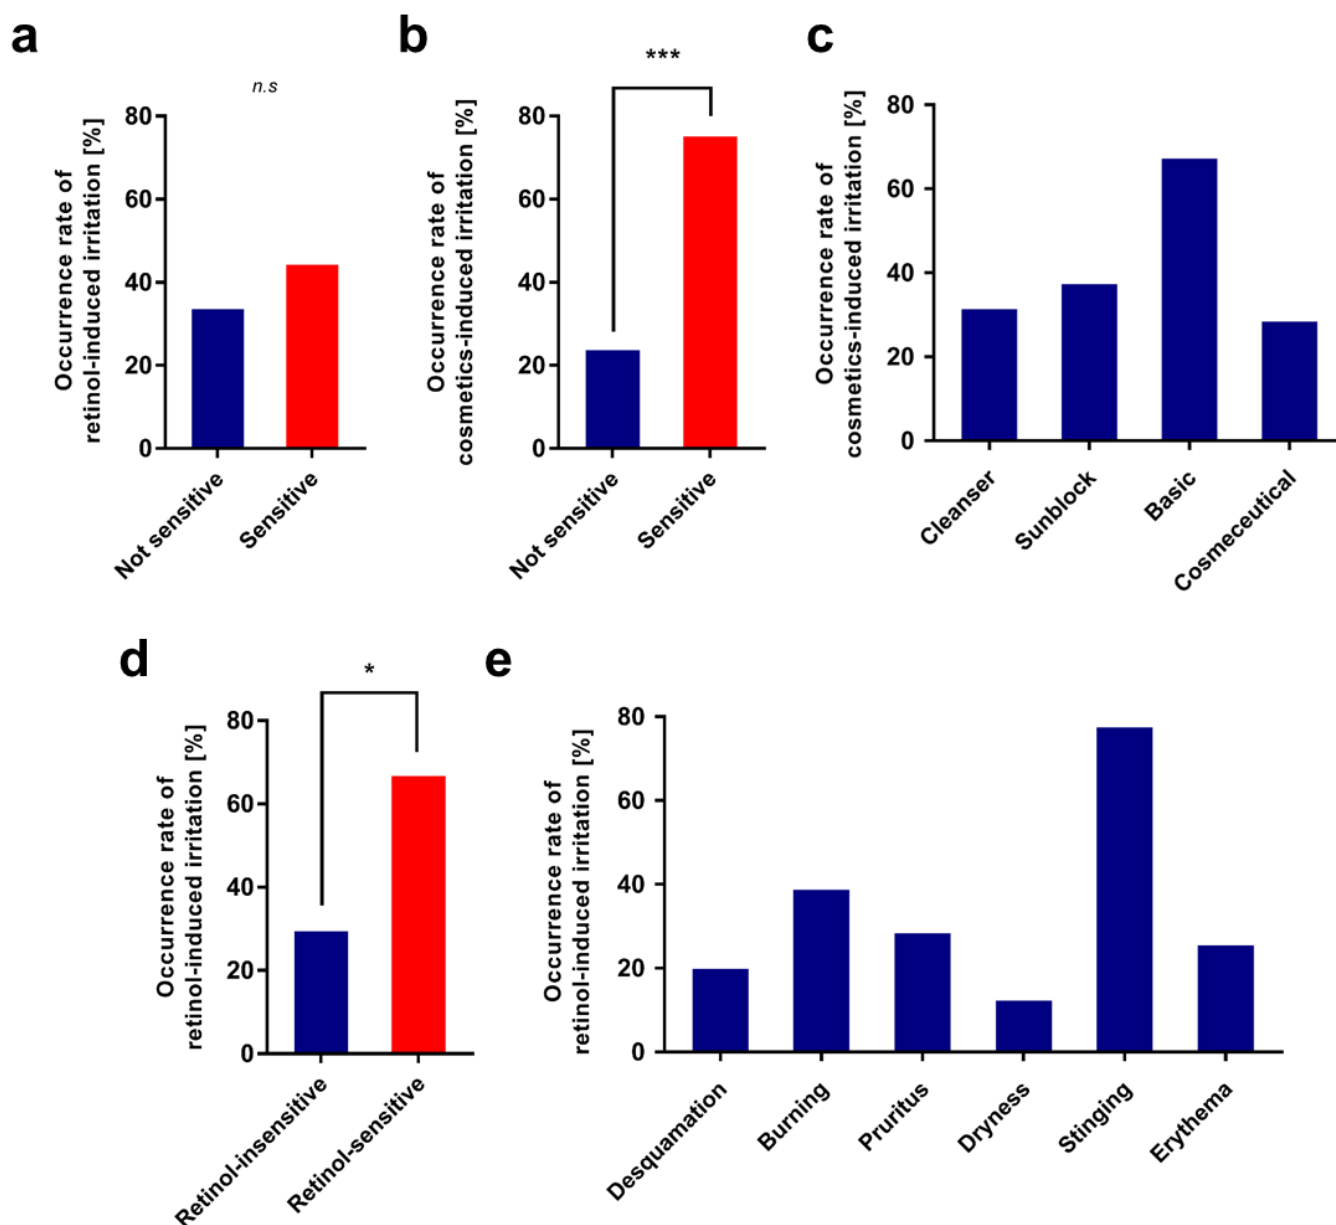 a
n.s
Occurrence rate of
retinol-induced irritation [%]
80
60
40
20
0
Not sensitive
Sensitive
b
***
Occurrence rate of
cosmetics-induced irritation [%]
80
60
40
20
0
Not sensitive
Sensitive
c
Occurrence rate of
cosmetics-induced irritation [%]
80
60
40
20
0
Cleanser
Sunblock
Basic
Cosmeceutical
d
*
Occurrence rate of
retinol-induced irritation [%]
80
60
40
20
0
Retinol-insensitive
Retinol-sensitive
e
Occurrence rate of
retinol-induced irritation [%]
80
60
40
20
0
Desquamation
Burning
Pruritus
Dryness
Stinging
Erythema